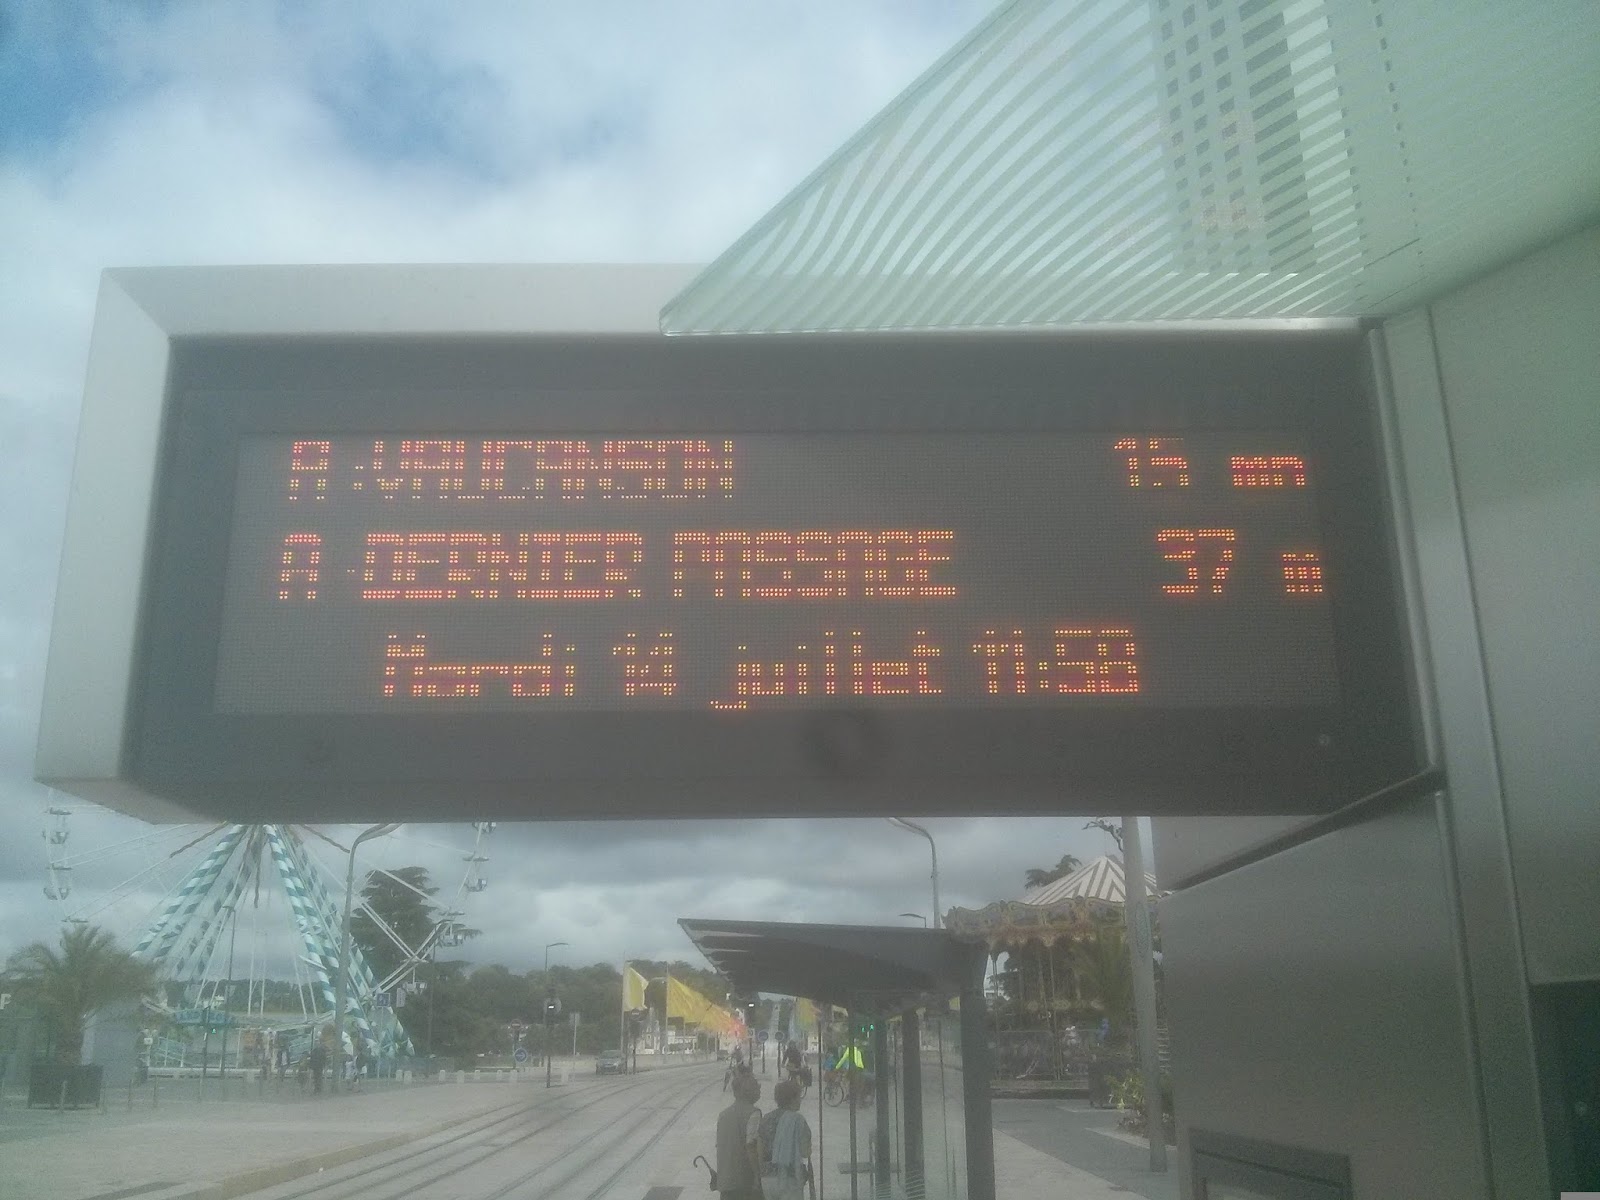 A :VAUCANSON 15 mn
A :DERNIER PASSAGE 37 m
Mardi 14 juillet 11:58